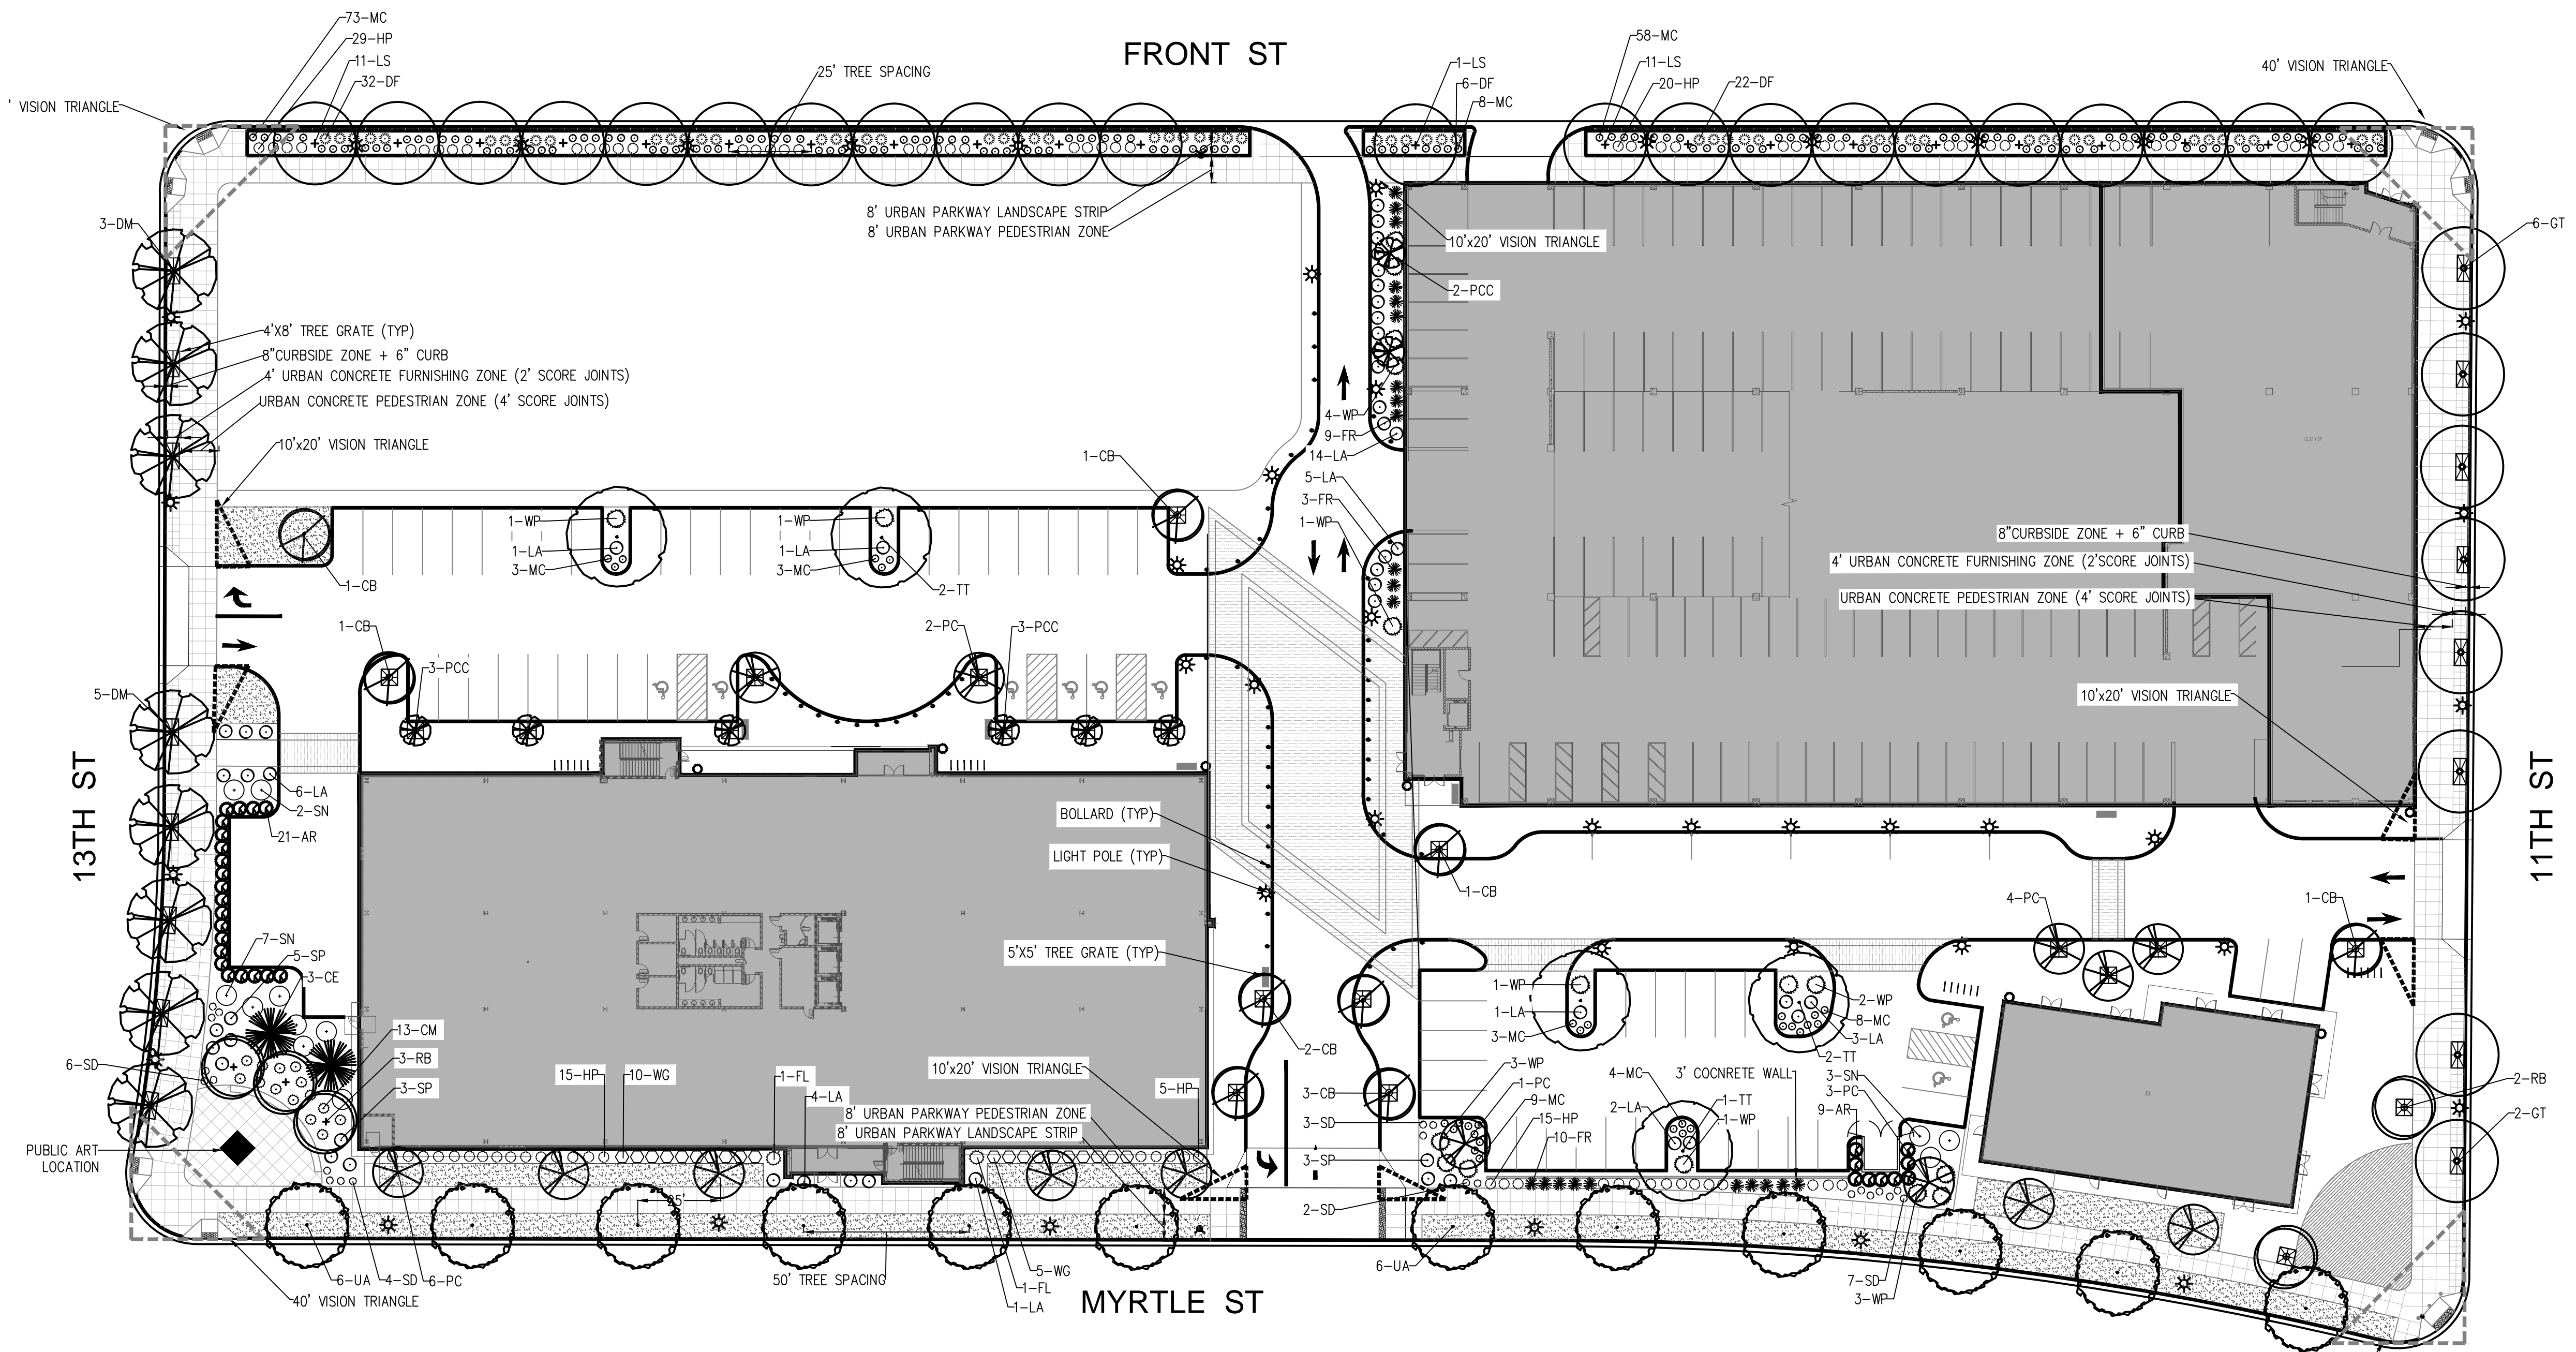 73-MC
29-HP
11-LS
32-DF
25' TREE SPACING
FRONT ST
1-LS
6-DF
8-MC
58-MC
11-LS
20-HP
22-DF
40' VISION TRIANGLE
' VISION TRIANGLE
8' URBAN PARKWAY LANDSCAPE STRIP
8' URBAN PARKWAY PEDESTRIAN ZONE
3-DM
6-GT
10'x20' VISION TRIANGLE
2-PCC
4'X8' TREE GRATE (TYP)
8"CURBSIDE ZONE + 6" CURB
4' URBAN CONCRETE FURNISHING ZONE (2' SCORE JOINTS)
URBAN CONCRETE PEDESTRIAN ZONE (4' SCORE JOINTS)
10'x20' VISION TRIANGLE
4-WP
9-FR
14-LA
1-CB
5-LA
3-FR
1-WP
1-WP
1-LA
3-MC
1-WP
1-LA
3-MC
2-TT
1-CB
8"CURBSIDE ZONE + 6" CURB
4' URBAN CONCRETE FURNISHING ZONE (2'SCORE JOINTS)
URBAN CONCRETE PEDESTRIAN ZONE (4' SCORE JOINTS)
1-CB
2-PC
3-PCC
3-PCC
5-DM
10'x20' VISION TRIANGLE
6-LA
2-SN
21-AR
13TH ST
11TH ST
BOLLARD (TYP)
LIGHT POLE (TYP)
1-CB
4-PC
1-CB
7-SN
5-SP
3-CE
5'X5' TREE GRATE (TYP)
1-WP
1-LA
3-MC
2-WP
8-MC
3-LA
2-TT
13-CM
3-RB
3-SP
6-SD
2-CB
15-HP
10-WG
1-FL
4-LA
10'x20' VISION TRIANGLE
5-HP
8' URBAN PARKWAY PEDESTRIAN ZONE
8' URBAN PARKWAY LANDSCAPE STRIP
3-CB
3-SD
3-SP
2-SD
3-WP
1-PC
9-MC
15-HP
10-FR
4-MC
2-LA
3' COCNRETE WALL
1-TT
1-WP
3-SN
3-PC
9-AR
2-RB
2-GT
PUBLIC ART
LOCATION
6-UA
4-SD
6-PC
40' VISION TRIANGLE
50' TREE SPACING
5-WG
1-FL
1-LA
MYRTLE ST
6-UA
7-SD
3-WP